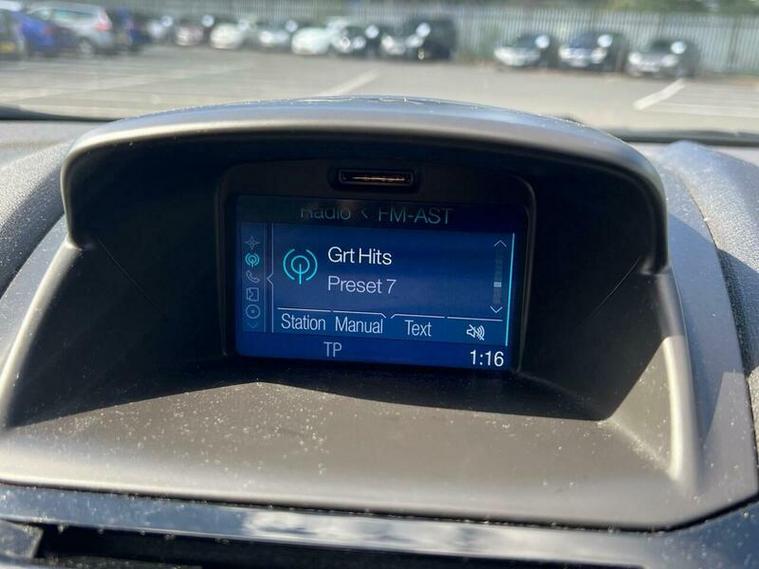 Radio < FM-AST
Grt Hits
Preset 7
Station Manual Text
TP 1:16